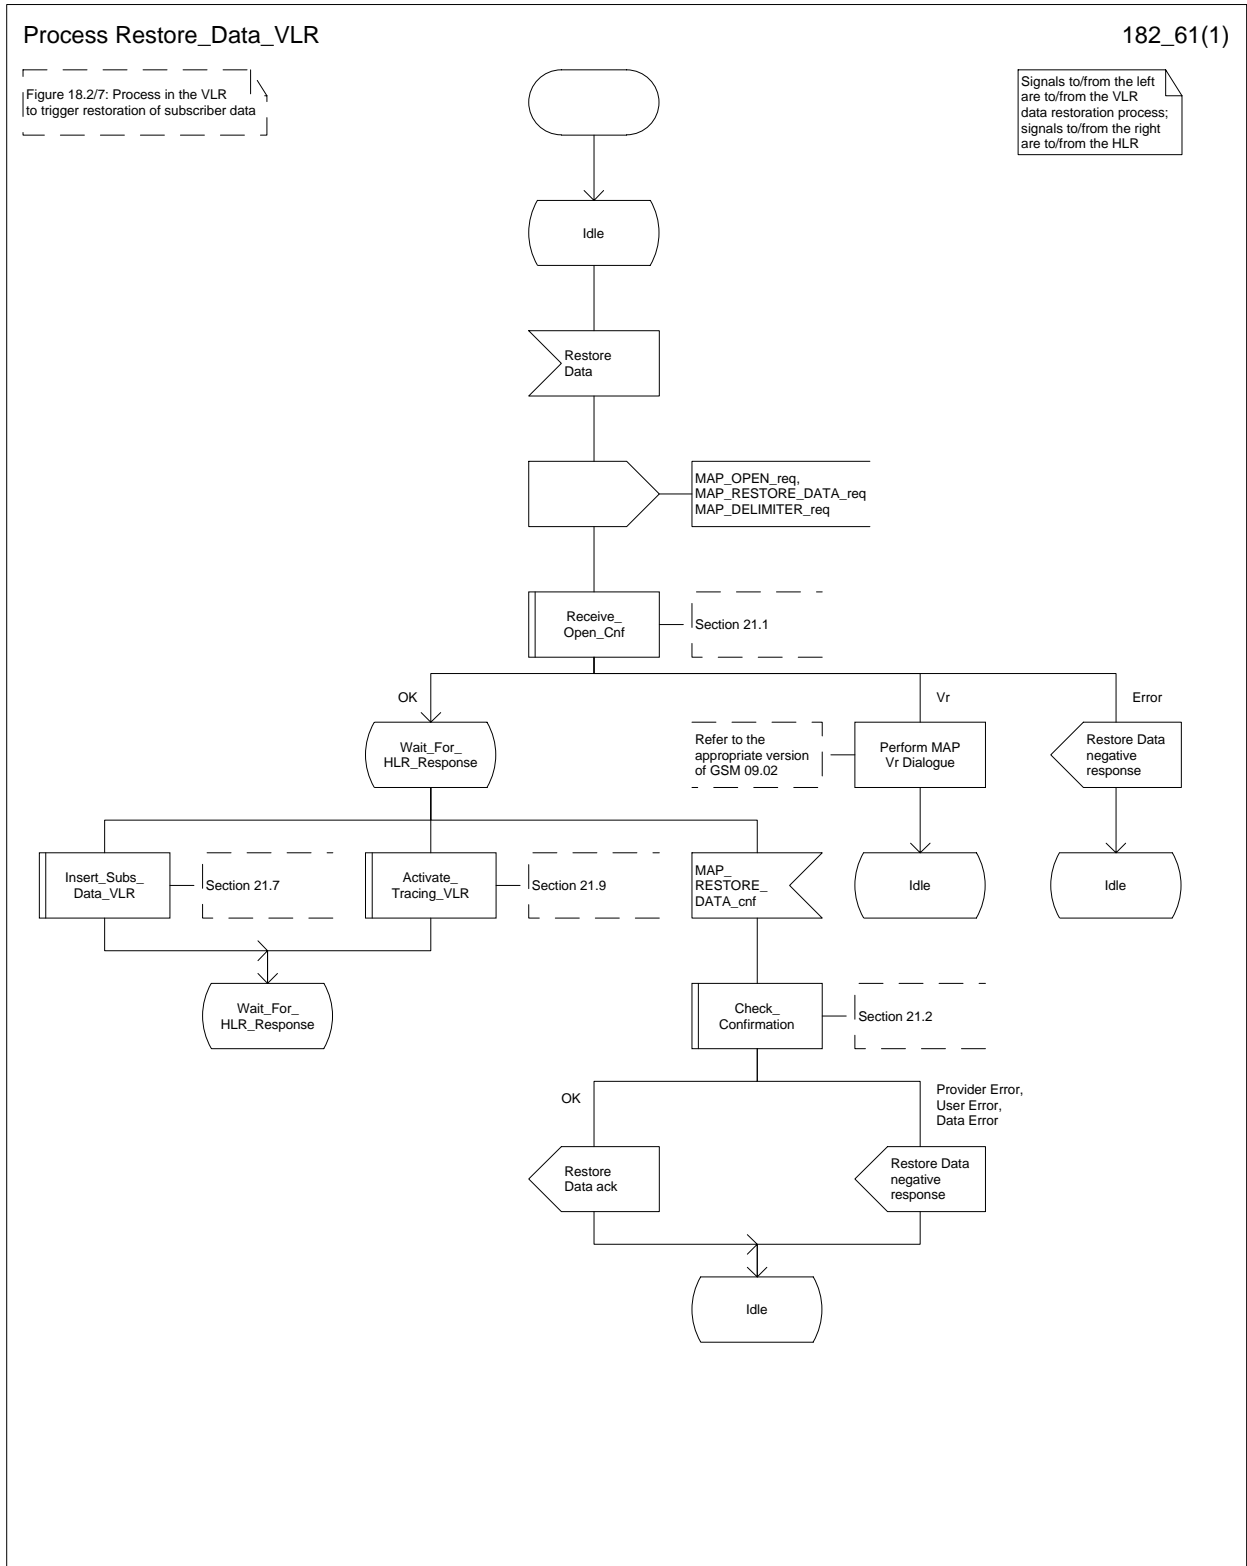 Process Restore_Data_VLR
182_61(1)
Figure 18.2/7: Process in the VLR
to trigger restoration of subscriber data
Signals to/from the left
are to/from the VLR
data restoration process;
signals to/from the right
are to/from the HLR
Idle
Restore
Data
MAP_OPEN_req,
MAP_RESTORE_DATA_req
MAP_DELIMITER_req
Receive_
Open_Cnf
Section 21.1
OK
Vr
Error
Wait_For_
HLR_Response
Refer to the
appropriate version
of GSM 09.02
Perform MAP
Vr Dialogue
Restore Data
negative
response
Insert_Subs_
Data_VLR
Section 21.7
Activate_
Tracing_VLR
Section 21.9
MAP_
RESTORE_
DATA_cnf
Idle
Idle
Wait_For_
HLR_Response
Check_
Confirmation
Section 21.2
OK
Provider Error,
User Error,
Data Error
Restore
Data ack
Restore Data
negative
response
Idle